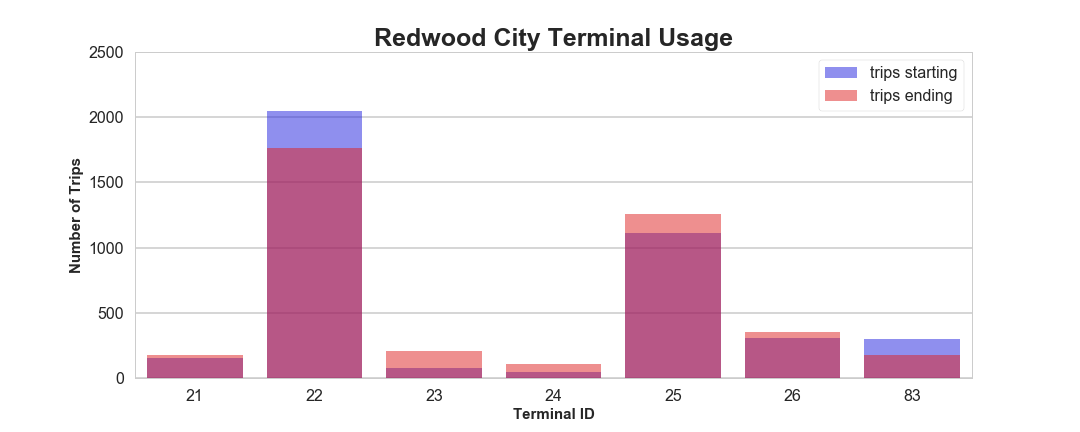 Redwood City Terminal Usage
2500
2000
1500
1000
500
0
Number of Trips
trips starting
trips ending
21 22 23 24 25 26 83
Terminal ID